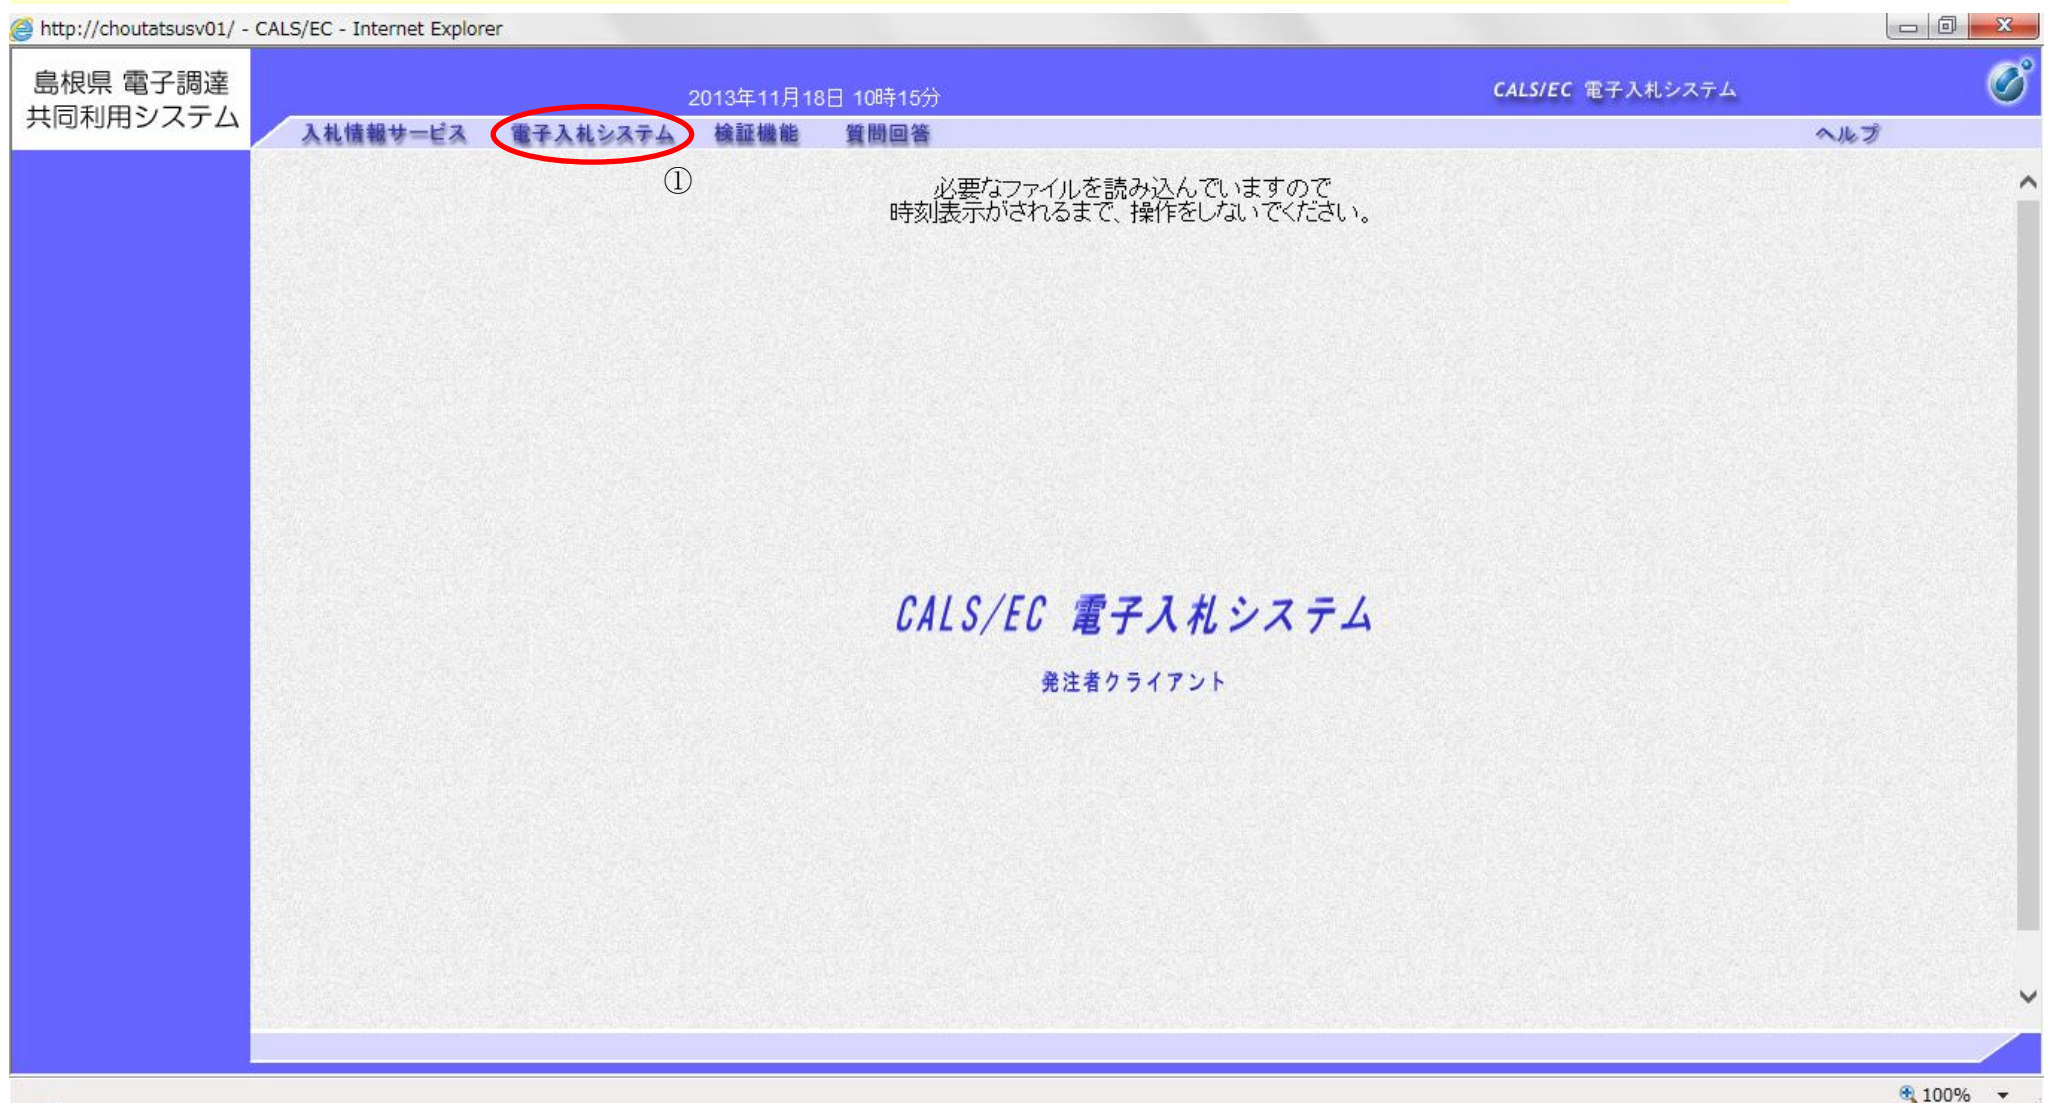 http://choutatsusv01/ - CALS/EC - Internet Explorer
島根県 電子調達
共同利用システム
2013年11月18日 10時15分
CALS/EC 電子入札システム
入札情報サービス 電子入札システム 検証機能 質問回答 ヘルプ
①
必要なファイルを読み込んでいますので
時刻表示がされるまで、操作をしないでください。
CALS/EC 電子入札システム
発注者クライアント
100%